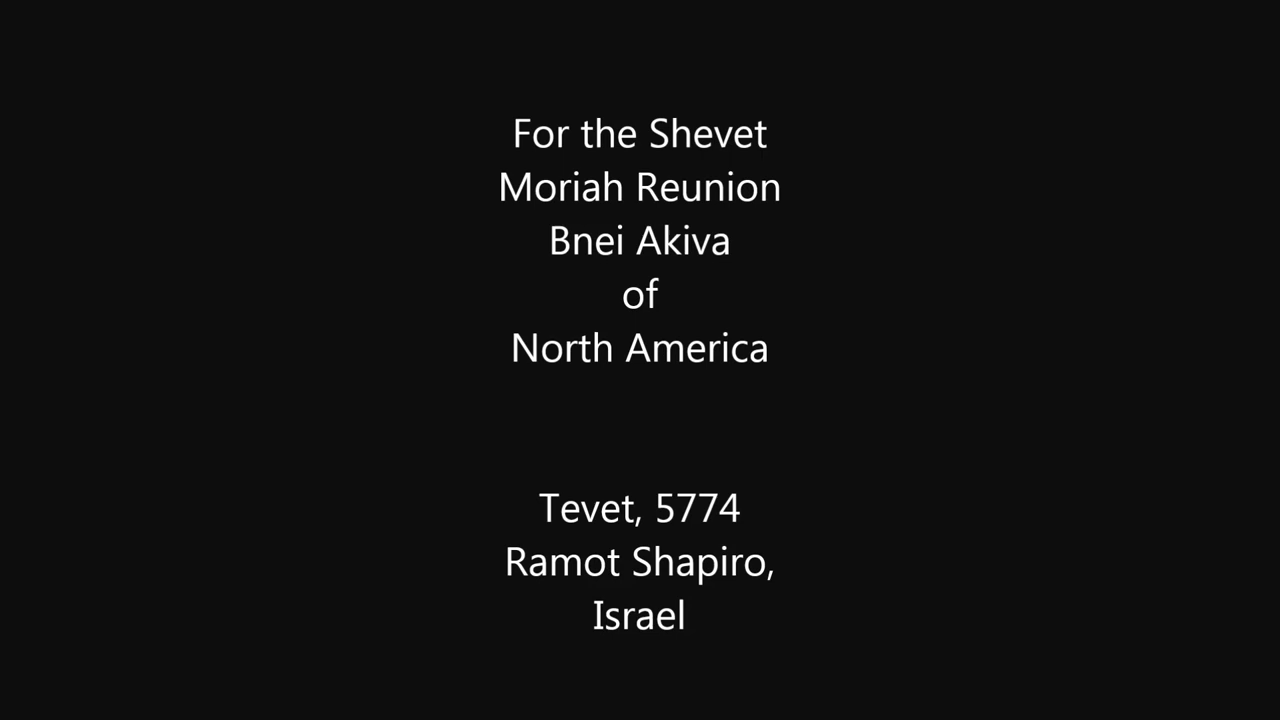 For the Shevet
Moriah Reunion
Bnei Akiva
of
North America
Tevet, 5774
Ramot Shapiro,
Israel